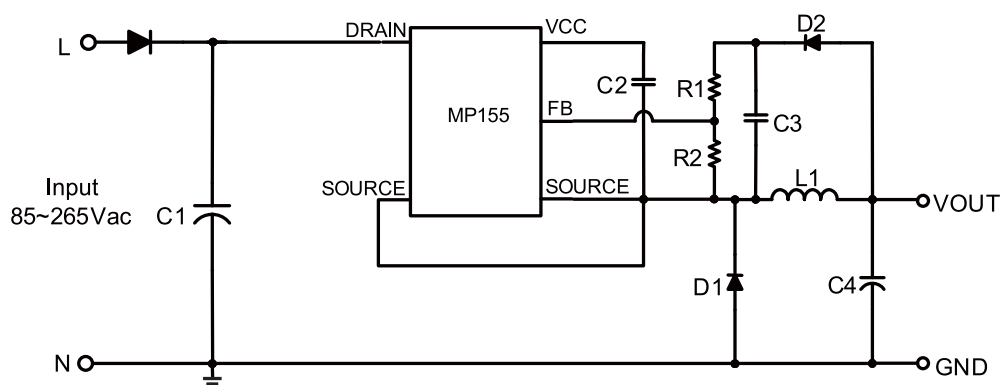 L
DRAIN
VCC
D2
C2
R1
MP155
FB
C3
R2
Input
85~265Vac
C1
SOURCE
SOURCE
L1
VOUT
D1
C4
N
GND